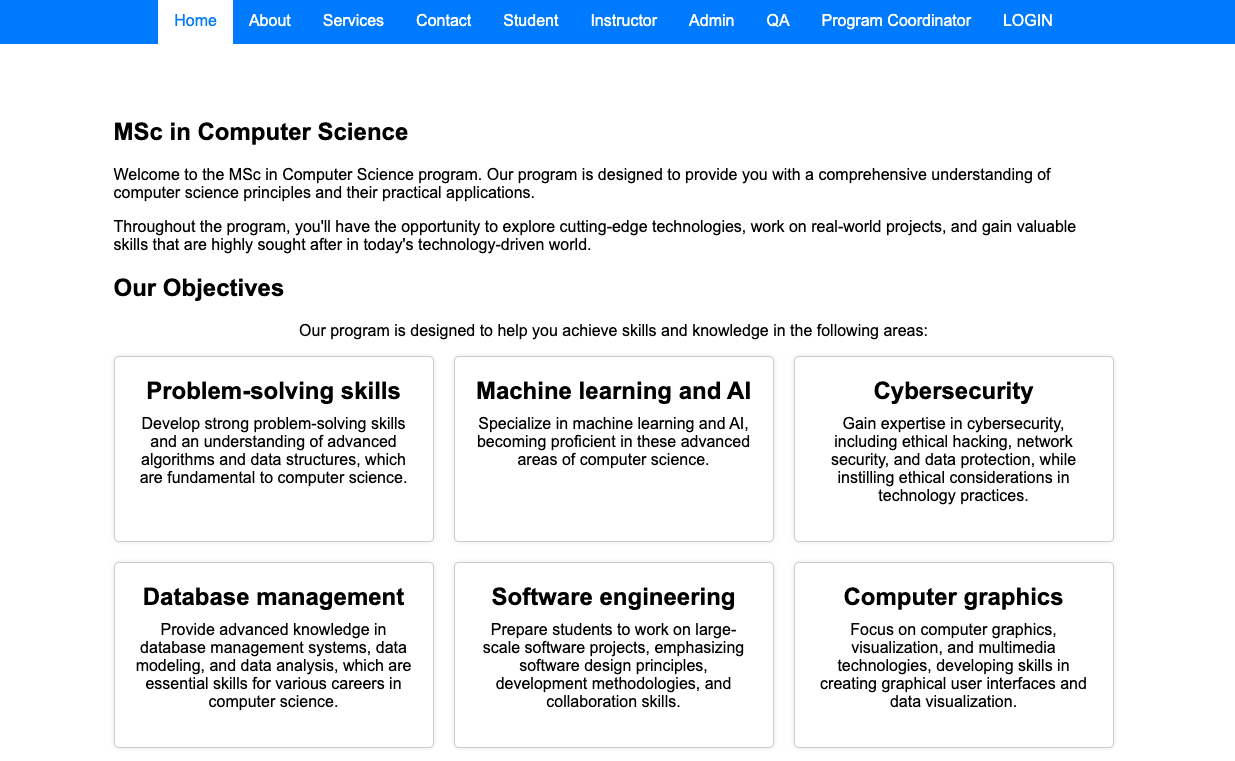 Home About Services Contact Student Instructor Admin QA Program Coordinator LOGIN
MSc in Computer Science
Welcome to the MSc in Computer Science program. Our program is designed to provide you with a comprehensive understanding of
computer science principles and their practical applications.
Throughout the program, you'll have the opportunity to explore cutting-edge technologies, work on real-world projects, and gain valuable
skills that are highly sought after in today's technology-driven world.
Our Objectives
Our program is designed to help you achieve skills and knowledge in the following areas:
Problem-solving skills
Develop strong problem-solving skills
and an understanding of advanced
algorithms and data structures, which
are fundamental to computer science.
Machine learning and AI
Specialize in machine learning and AI,
becoming proficient in these advanced
areas of computer science.
Cybersecurity
Gain expertise in cybersecurity,
including ethical hacking, network
security, and data protection, while
instilling ethical considerations in
technology practices.
Database management
Provide advanced knowledge in
database management systems, data
modeling, and data analysis, which are
essential skills for various careers in
computer science.
Software engineering
Prepare students to work on large-
scale software projects, emphasizing
software design principles,
development methodologies, and
collaboration skills.
Computer graphics
Focus on computer graphics,
visualization, and multimedia
technologies, developing skills in
creating graphical user interfaces and
data visualization.